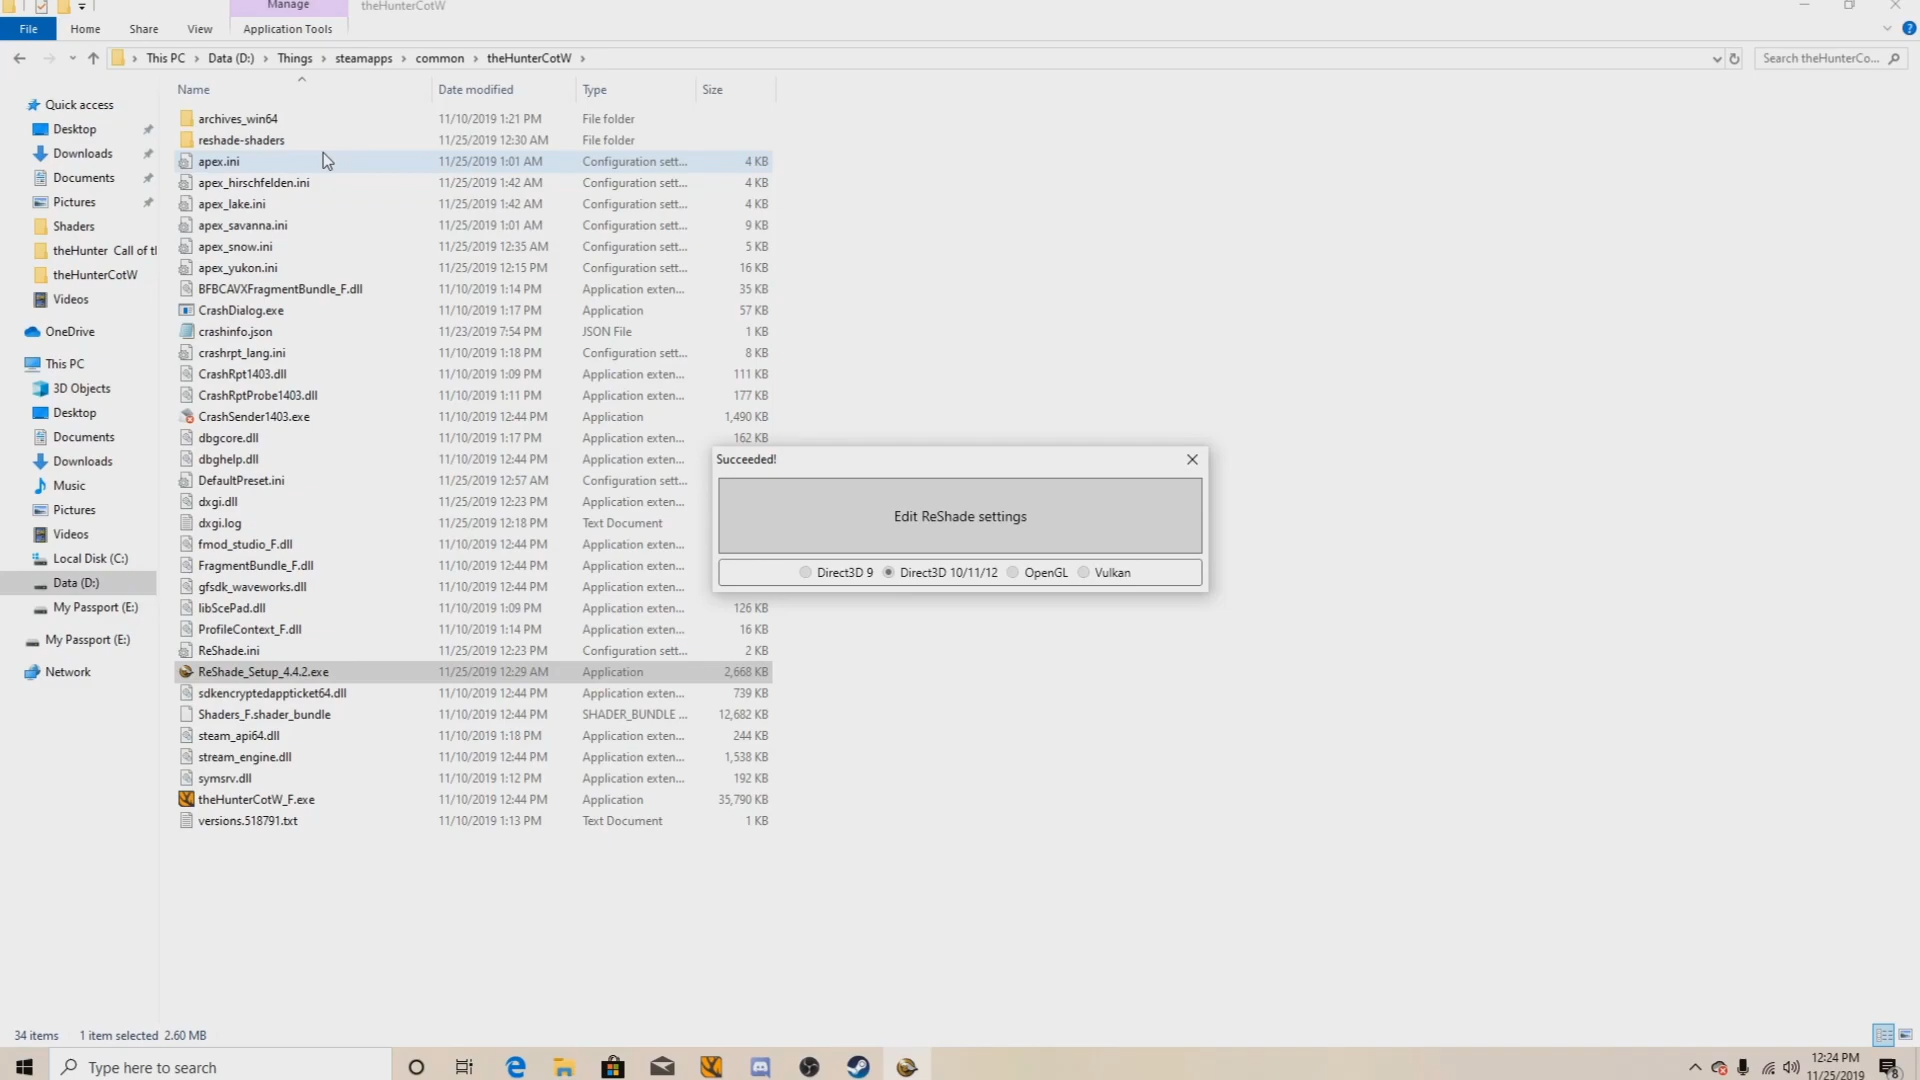 Manage
theHunterCotW
File
Home
Share
View
Application Tools
This PC
Data (D:)
Things
steamapps
common
theHunterCotW
Search theHunterCo...
Name
Date modified
Type
Size
archives_win64 11/10/2019 1:21 PM File folder
reshade-shaders 11/25/2019 12:30 AM File folder
apex.ini 11/25/2019 1:01 AM Configuration sett... 4 KB
apex_hirschfelden.ini 11/25/2019 1:42 AM Configuration sett... 4 KB
apex_lake.ini 11/25/2019 1:42 AM Configuration sett... 4 KB
apex_savanna.ini 11/25/2019 1:01 AM Configuration sett... 9 KB
apex_snow.ini 11/25/2019 12:35 AM Configuration sett... 5 KB
apex_yukon.ini 11/25/2019 12:15 PM Configuration sett... 16 KB
BFBCAVXFragmentBundle_F.dll 11/10/2019 1:14 PM Application exten... 35 KB
CrashDialog.exe 11/10/2019 1:17 PM Application 57 KB
crashinfo.json 11/23/2019 7:54 PM JSON File 1 KB
crashrpt_lang.ini 11/10/2019 1:18 PM Configuration sett... 8 KB
CrashRpt1403.dll 11/10/2019 1:09 PM Application exten... 111 KB
CrashRptProbe1403.dll 11/10/2019 1:11 PM Application exten... 177 KB
CrashSender1403.exe 11/10/2019 12:44 PM Application 1,490 KB
dbgcore.dll 11/10/2019 1:17 PM Application exten... 162 KB
dbghelp.dll 11/10/2019 12:44 PM Application exten...
DefaultPreset.ini 11/25/2019 12:57 AM Configuration sett...
dxgi.dll 11/25/2019 12:23 PM Application exten...
dxgi.log 11/25/2019 12:18 PM Text Document
fmod_studio_F.dll 11/10/2019 12:44 PM Application exten...
FragmentBundle_F.dll 11/10/2019 12:44 PM Application exten...
gfsdk_waveworks.dll 11/10/2019 12:44 PM Application exten...
libScePad.dll 11/10/2019 1:09 PM Application exten... 126 KB
ProfileContext_F.dll 11/10/2019 1:14 PM Application exten... 16 KB
ReShade.ini 11/25/2019 12:23 PM Configuration sett... 2 KB
ReShade_Setup_4.4.2.exe 11/25/2019 12:29 AM Application 2,668 KB
sdkencryptedappticket64.dll 11/10/2019 12:44 PM Application exten... 739 KB
Shaders_F.shader_bundle 11/10/2019 12:44 PM SHADER_BUNDLE ... 12,682 KB
steam_api64.dll 11/10/2019 1:18 PM Application exten... 244 KB
stream_engine.dll 11/10/2019 12:44 PM Application exten... 1,538 KB
symsrv.dll 11/10/2019 1:12 PM Application exten... 192 KB
theHunterCotW_F.exe 11/10/2019 12:44 PM Application 35,790 KB
versions.518791.txt 11/10/2019 1:13 PM Text Document 1 KB
Quick access
Desktop
Downloads
Documents
Pictures
Shaders
theHunter Call of tl
theHunterCotW
Videos
OneDrive
This PC
3D Objects
Desktop
Documents
Downloads
Music
Pictures
Videos
Local Disk (C:)
Data (D:)
My Passport (E:)
My Passport (E:)
Network
Succeeded!
Edit ReShade settings
Direct3D 9 Direct3D 10/11/12 OpenGL Vulkan
34 items 1 item selected 2.60 MB
Type here to search
12:24 PM
11/25/2019
8